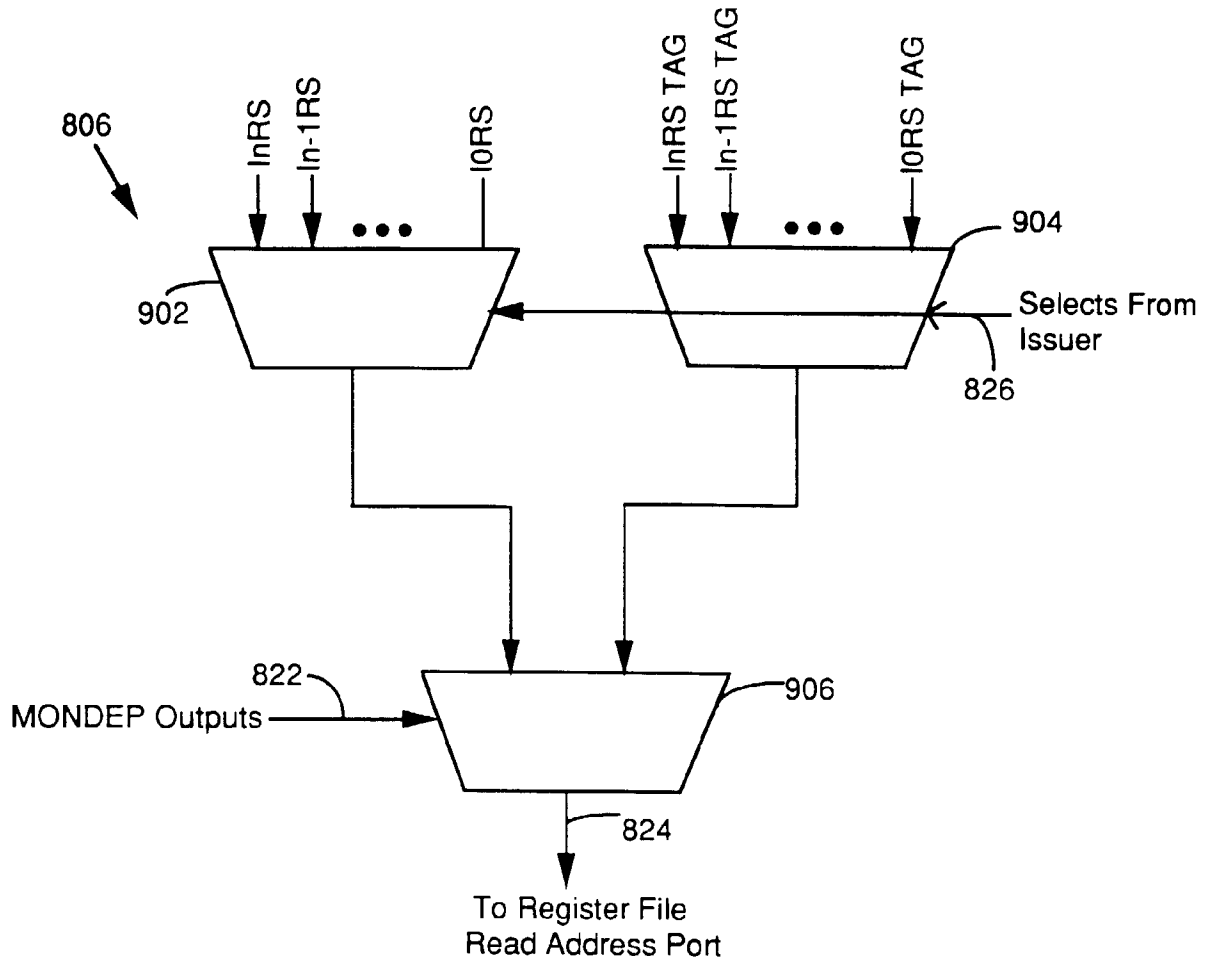 806
InRS
In-1RS
I0RS
InRS TAG
In-1RS TAG
I0RS TAG
904
902
Selects From
Issuer
826
822
906
MONDEP Outputs
824
To Register File
Read Address Port